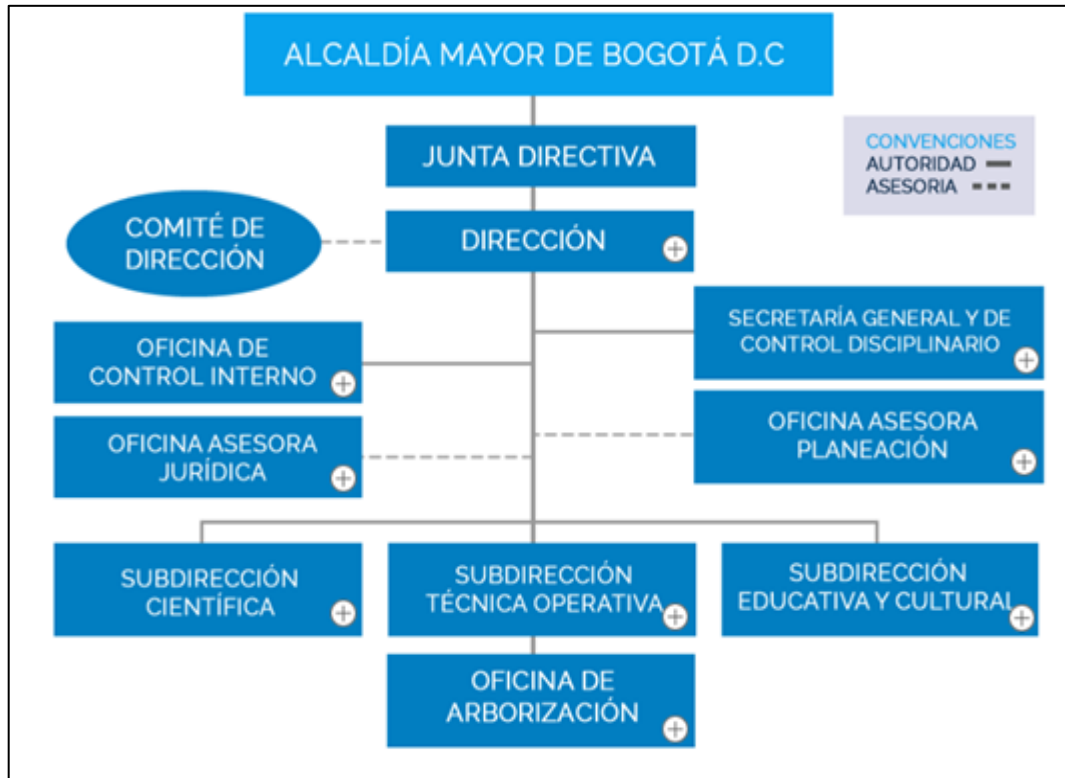 ALCALDÍA MAYOR DE BOGOTÁ D.C
JUNTA DIRECTIVA
CONVENCIONES
AUTORIDAD
ASESORIA
COMITÉ DE
DIRECCIÓN
DIRECCIÓN
SECRETARÍA GENERAL Y DE
CONTROL DISCIPLINARIO
OFICINA DE
CONTROL INTERNO
OFICINA ASESORA
JURÍDICA
OFICINA ASESORA
PLANEACIÓN
SUBDIRECCIÓN
CIENTÍFICA
SUBDIRECCIÓN
TÉCNICA OPERATIVA
SUBDIRECCIÓN
EDUCATIVA Y CULTURAL
OFICINA DE
ARBORIZACIÓN